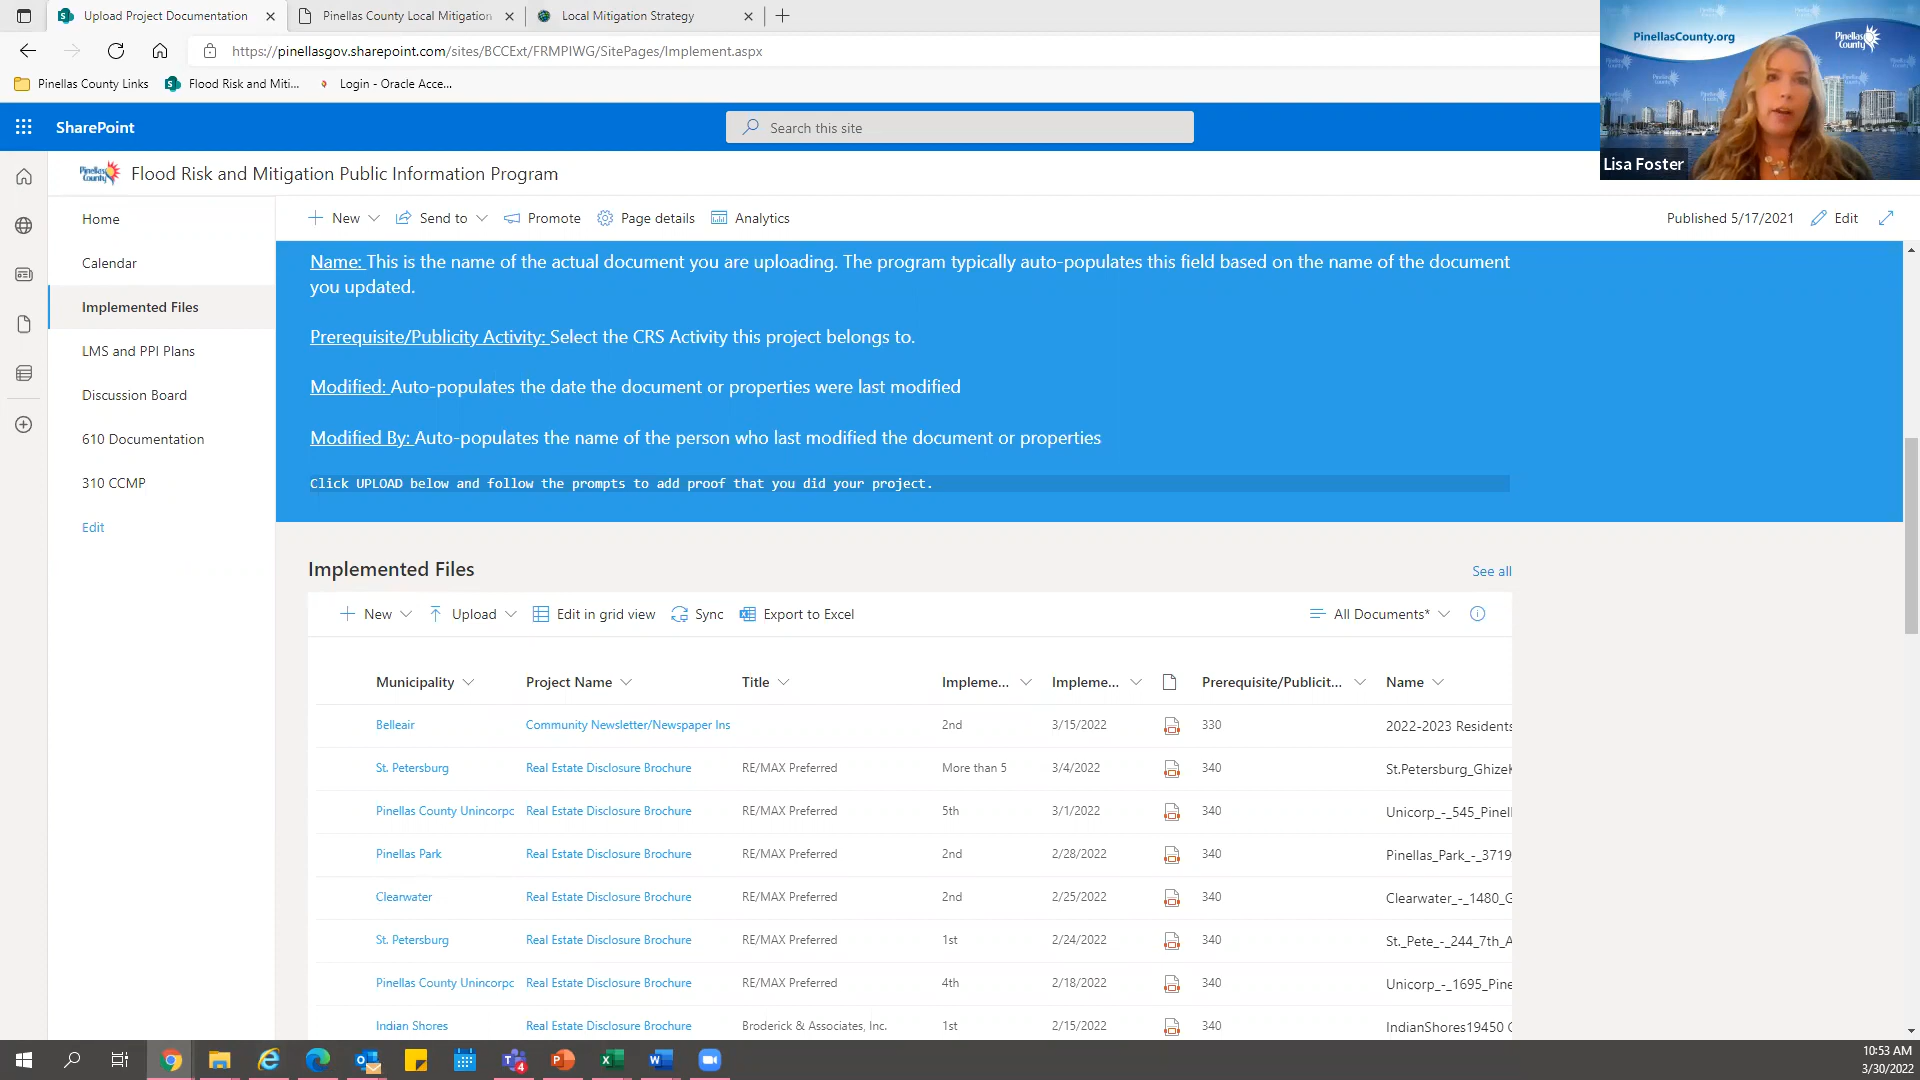 Upload Project Documentation
Pinellas County Local Mitigation
Local Mitigation Strategy
https://pinellasgov.sharepoint.com/sites/BCCExt/FRMPIWG/SitePages/Implement.aspx
Pinellas County Links
Flood Risk and Miti...
Login - Oracle Acce...
PinellasCounty.org
Pinellas County
Lisa Foster
SharePoint
Search this site
Pinellas County
Flood Risk and Mitigation Public Information Program
Home
Calendar
Implemented Files
LMS and PPI Plans
Discussion Board
610 Documentation
310 CCMP
Edit
New
Send to
Promote
Page details
Analytics
Published 5/17/2021
Edit
Name: This is the name of the actual document you are uploading. The program typically auto-populates this field based on the name of the document
you updated.
Prerequisite/Publicity Activity: Select the CRS Activity this project belongs to.
Modified: Auto-populates the date the document or properties were last modified
Modified By: Auto-populates the name of the person who last modified the document or properties
Click UPLOAD below and follow the prompts to add proof that you did your project.
Implemented Files
See all
New
Upload
Edit in grid view
Sync
Export to Excel
All Documents*
Municipality Project Name Title Impleme... Impleme... Prerequisite/Publicit... Name
Belleair Community Newsletter/Newspaper Ins 2nd 3/15/2022 330 2022-2023 Residents
St. Petersburg Real Estate Disclosure Brochure RE/MAX Preferred More than 5 3/4/2022 340 St.Petersburg_Ghizek
Pinellas County Unincorpc Real Estate Disclosure Brochure RE/MAX Preferred 5th 3/1/2022 340 Unicorp_-_545_Pinell
Pinellas Park Real Estate Disclosure Brochure RE/MAX Preferred 2nd 2/28/2022 340 Pinellas_Park_-_3719
Clearwater Real Estate Disclosure Brochure RE/MAX Preferred 2nd 2/25/2022 340 Clearwater_-_1480_G
St. Petersburg Real Estate Disclosure Brochure RE/MAX Preferred 1st 2/24/2022 340 St._Pete_-_244_7th_A
Pinellas County Unincorpc Real Estate Disclosure Brochure RE/MAX Preferred 4th 2/18/2022 340 Unicorp_-_1695_Pine
Indian Shores Real Estate Disclosure Brochure Broderick & Associates, Inc. 1st 2/15/2022 340 IndianShores19450 G
10:53 AM
3/30/2022